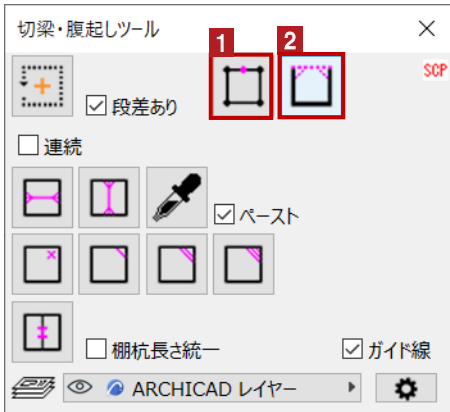 切梁・腹起しツール
1
2
段差あり
SCP
連続
ペースト
棚杭長さ統一
ガイド線
ARCHICAD レイヤー